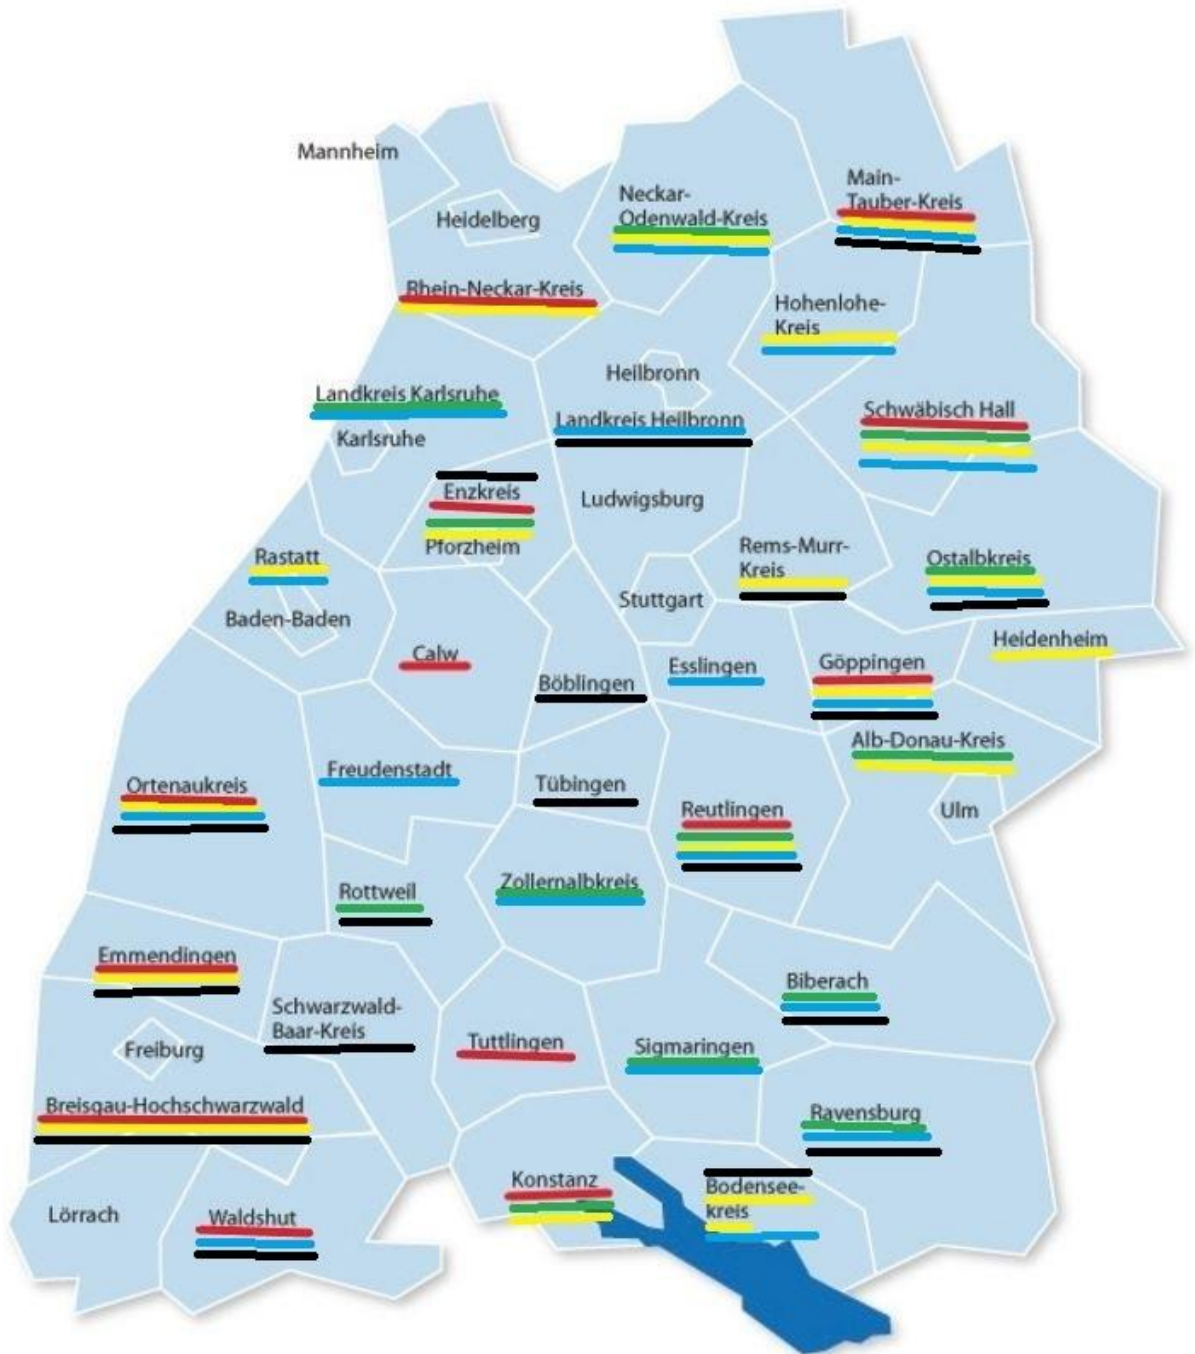 Mannheim
Heidelberg
Neckar-
Odenwald-Kreis
Main-
Tauber-Kreis
Rhein-Neckar-Kreis
Hohenlohe-
Kreis
Heilbronn
Landkreis Karlsruhe
Karlsruhe
Landkreis Heilbronn
Schwäbisch Hall
Enzkreis
Ludwigsburg
Pforzheim
Rastatt
Rems-Murr-
Kreis
Ostalbkreis
Baden-Baden
Stuttgart
Heidenheim
Calw
Böblingen
Esslingen
Göppingen
Alb-Donau-Kreis
Ortenaukreis
Freudenstadt
Tübingen
Reutlingen
Ulm
Rottweil
Zollernalbkreis
Emmendingen
Biberach
Schwarzwald-
Baar-Kreis
Freiburg
Tuttlingen
Sigmaringen
Breisgau-Hochschwarzwald
Ravensburg
Konstanz
Bodensee-
kreis
Lörrach
Waldshut